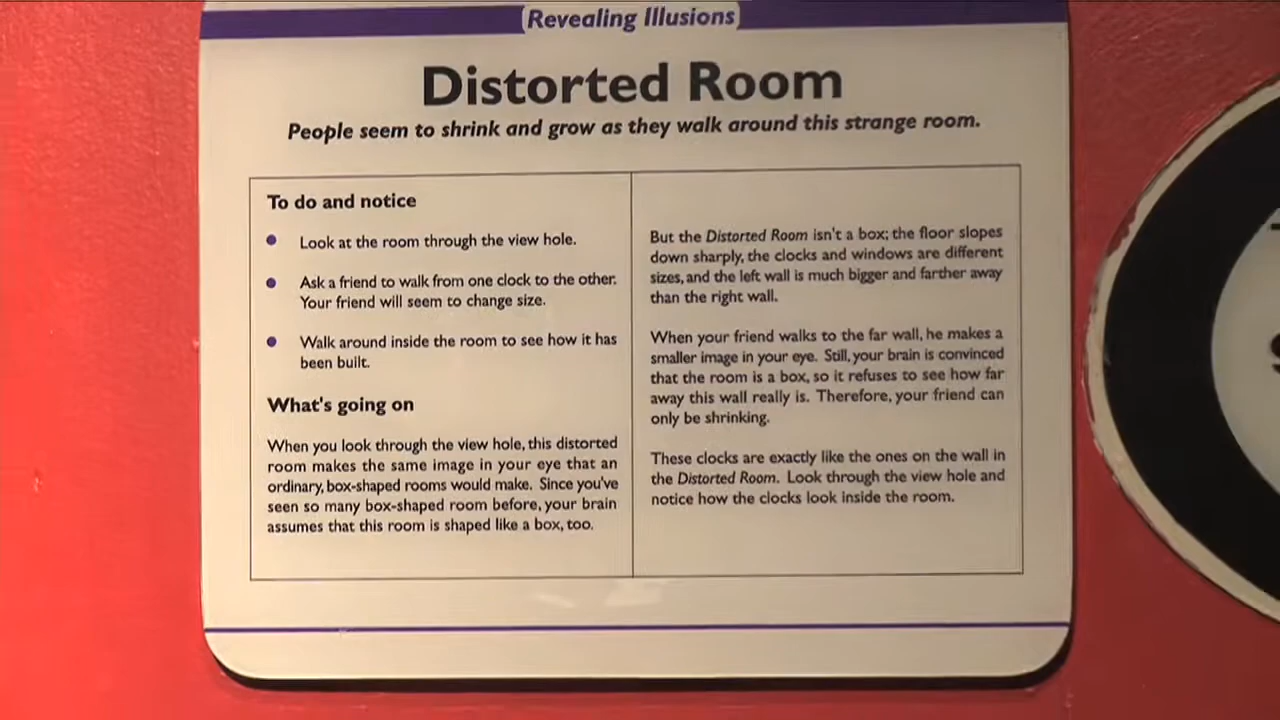 Revealing Illusions
Distorted Room
People seem to shrink and grow as they walk around this strange room.
To do and notice
Look at the room through the view hole.
Ask a friend to walk from one clock to the other.
Your friend will seem to change size.
Walk around inside the room to see how it has
been built.
What's going on
When you look through the view hole, this distorted
room makes the same image in your eye that an
ordinary, box-shaped rooms would make. Since you've
seen so many box-shaped room before, your brain
assumes that this room is shaped like a box, too.
But the Distorted Room isn't a box; the floor slopes
down sharply, the clocks and windows are different
sizes, and the left wall is much bigger and farther away
than the right wall.
When your friend walks to the far wall, he makes a
smaller image in your eye. Still, your brain is convinced
that the room is a box, so it refuses to see how far
away this wall really is. Therefore, your friend can
only be shrinking.
These clocks are exactly like the ones on the wall in
the Distorted Room. Look through the view hole and
notice how the clocks look inside the room.